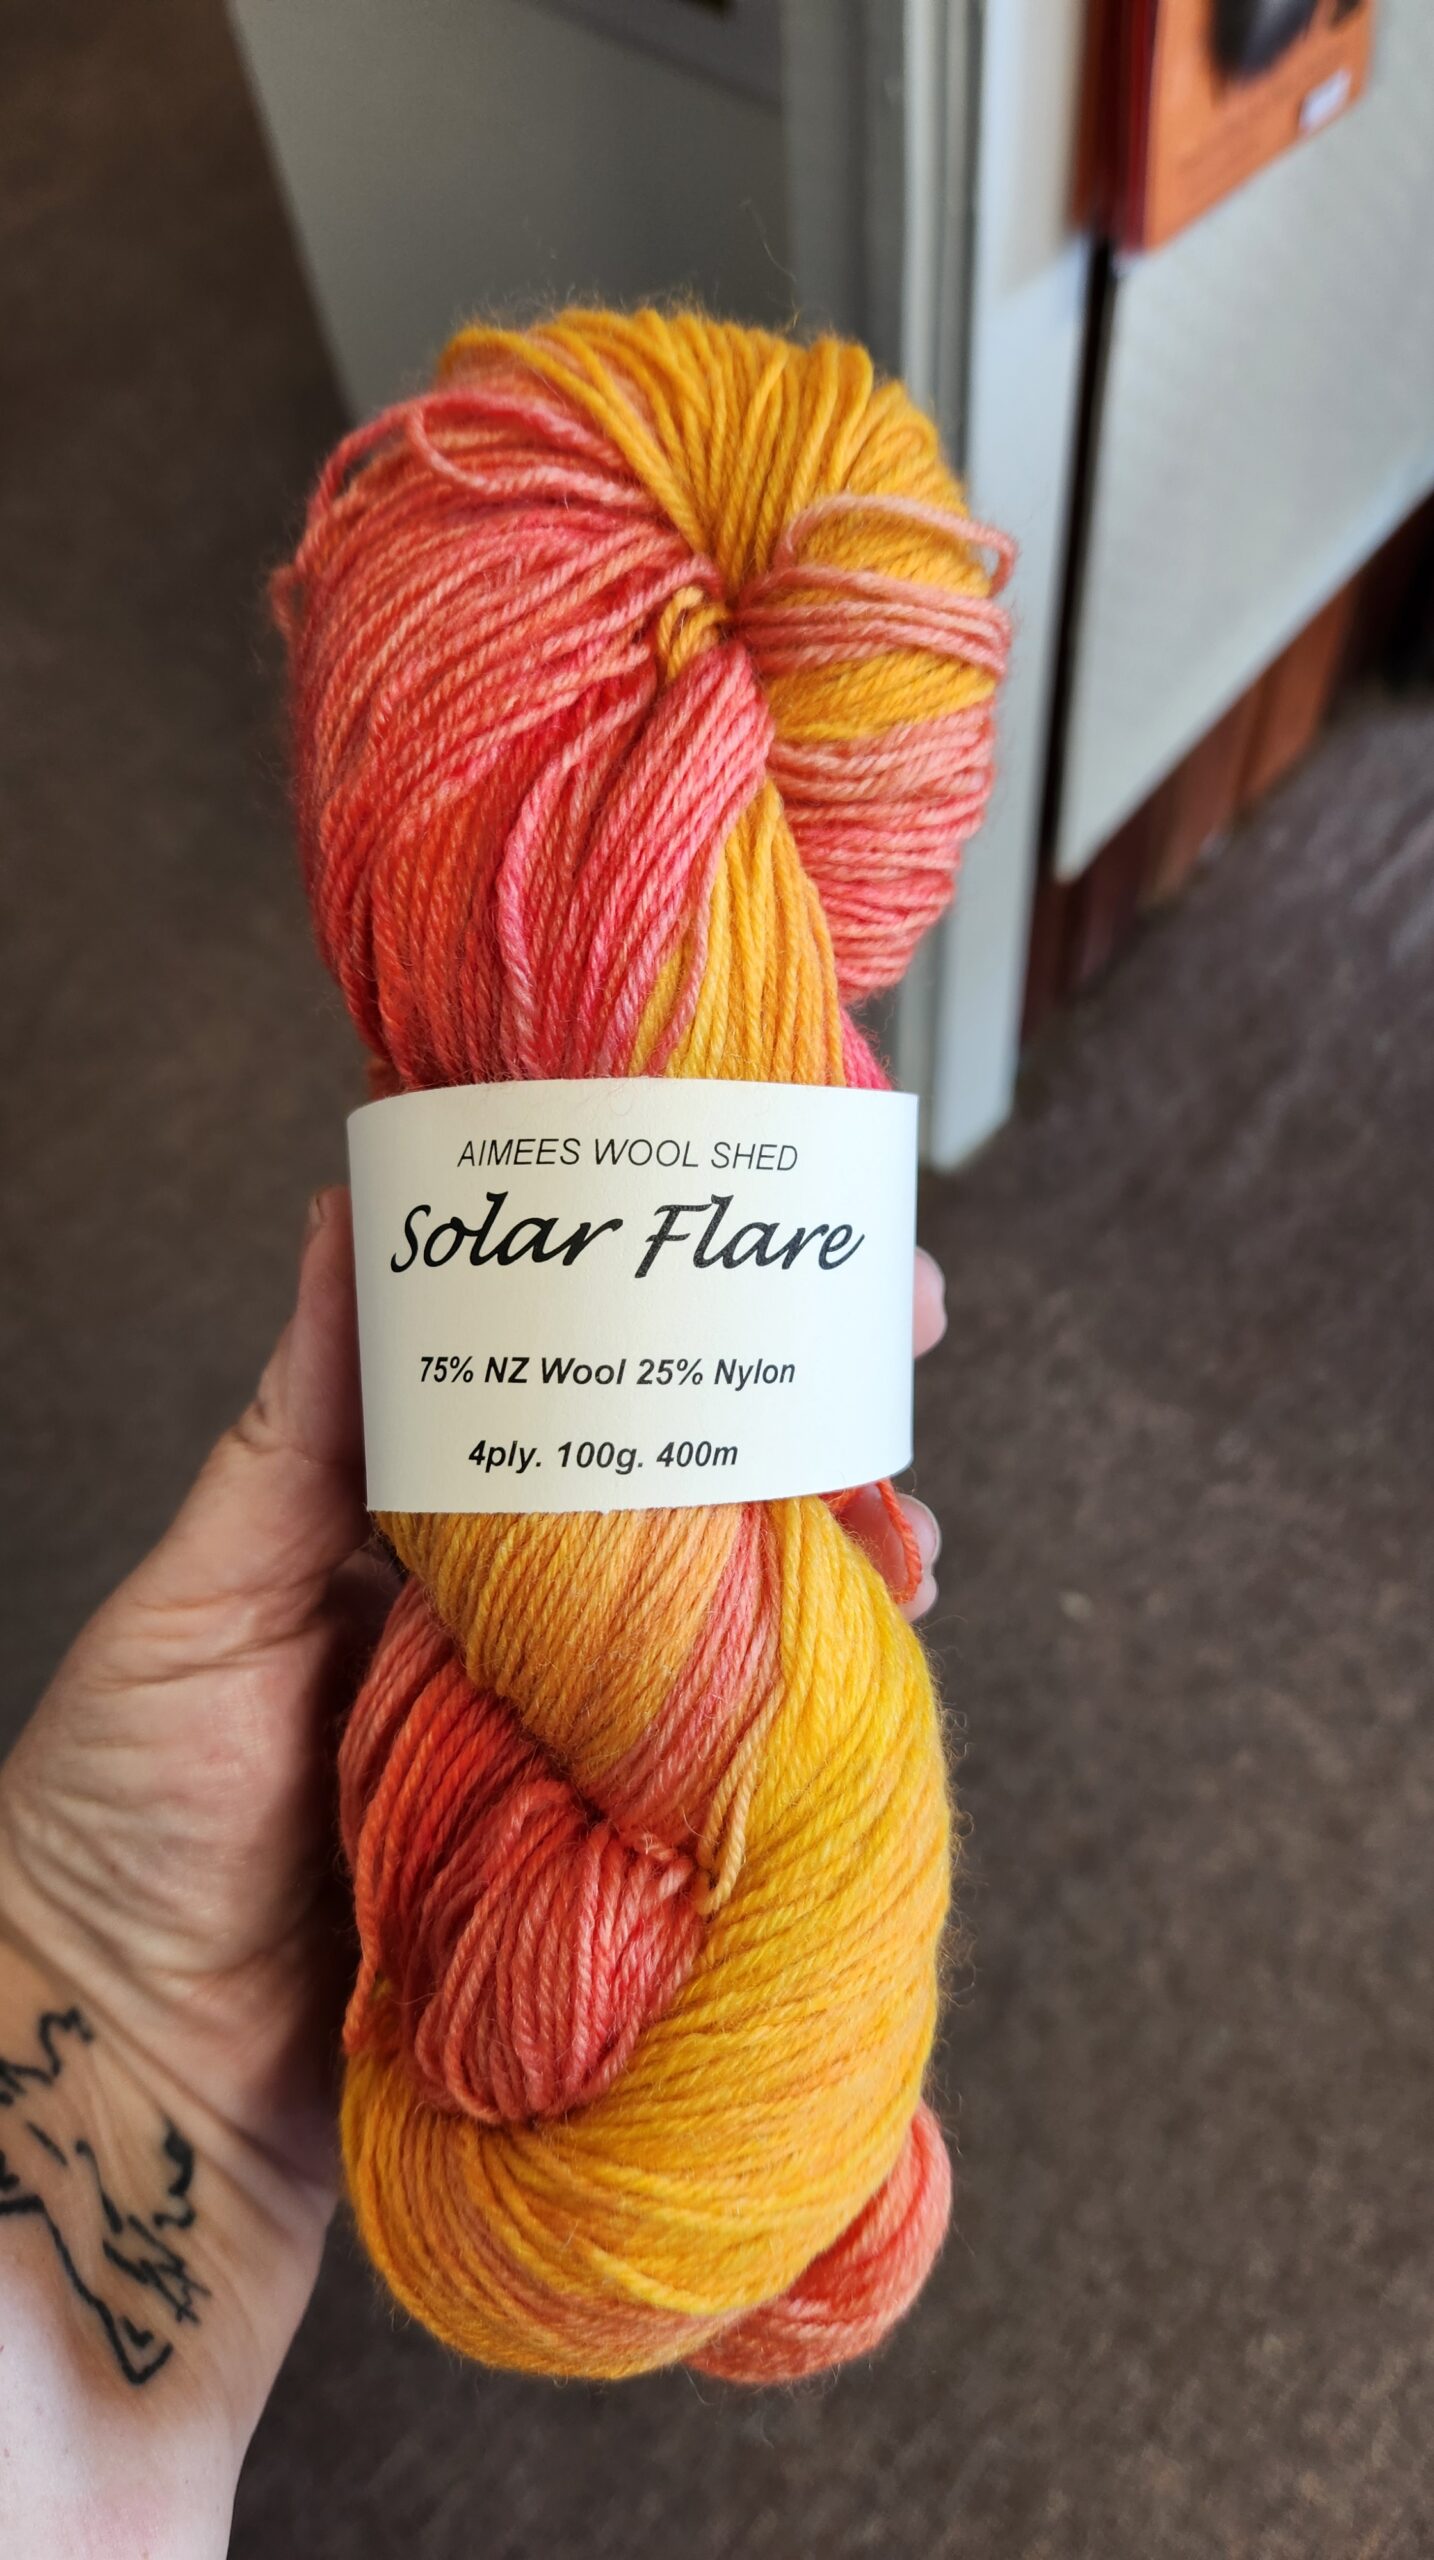 AIMEES WOOL SHED
Solar Flare
75% NZ Wool 25% Nylon
4ply. 100g. 400m